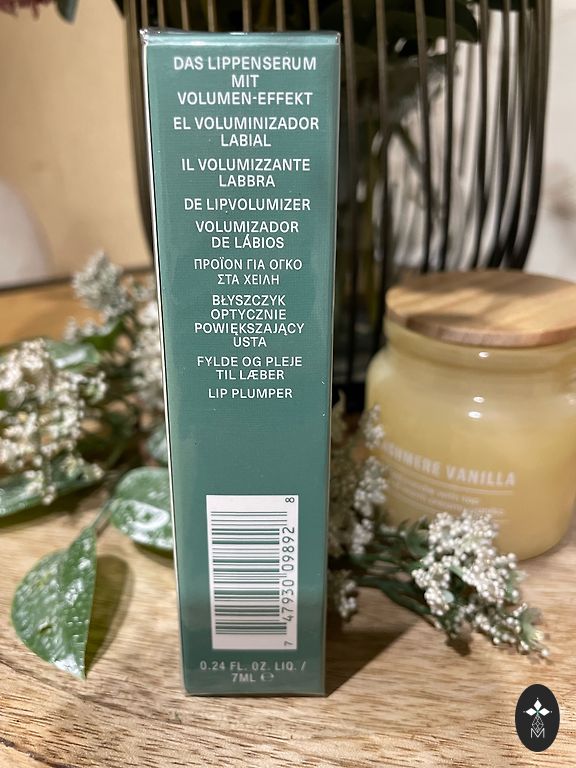 DAS LIPPENSERUM
MIT
VOLUMEN-EFFEKT
EL VOLUMINIZADOR
LABIAL
IL VOLUMIZZANTE
LABBRA
DE LIPVOLUMIZER
VOLUMIZADOR
DE LÁBIOS
ΠΡΟΪΟΝ ΓΙΑ ΟΓΚΟ
ΣΤΑ ΧΕΙΛΗ
BŁYSZCZYK
OPTYCZNIE
POWIĘKSZAJĄCY
USTA
FYLDE OG PLEJE
TIL LÆBER
LIP PLUMPER
7 47930 09892 8
0.24 FL. OZ. LIQ. /
7ML ℮
CASHMERE VANILLA
M